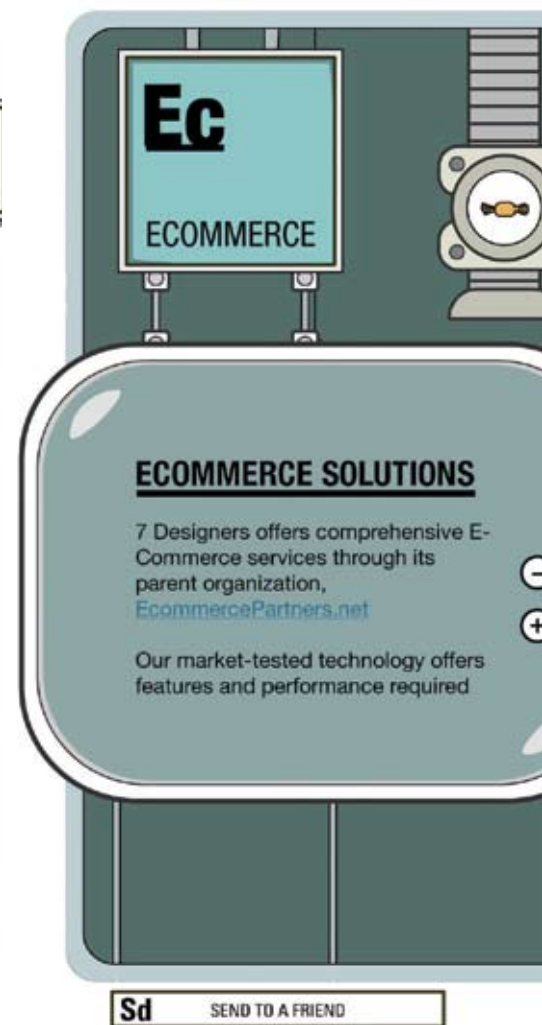 Ec
ECOMMERCE
ECOMMERCE SOLUTIONS
7 Designers offers comprehensive E-
Commerce services through its
parent organization,
EcommercePartners.net
Our market-tested technology offers
features and performance required
Sd SEND TO A FRIEND